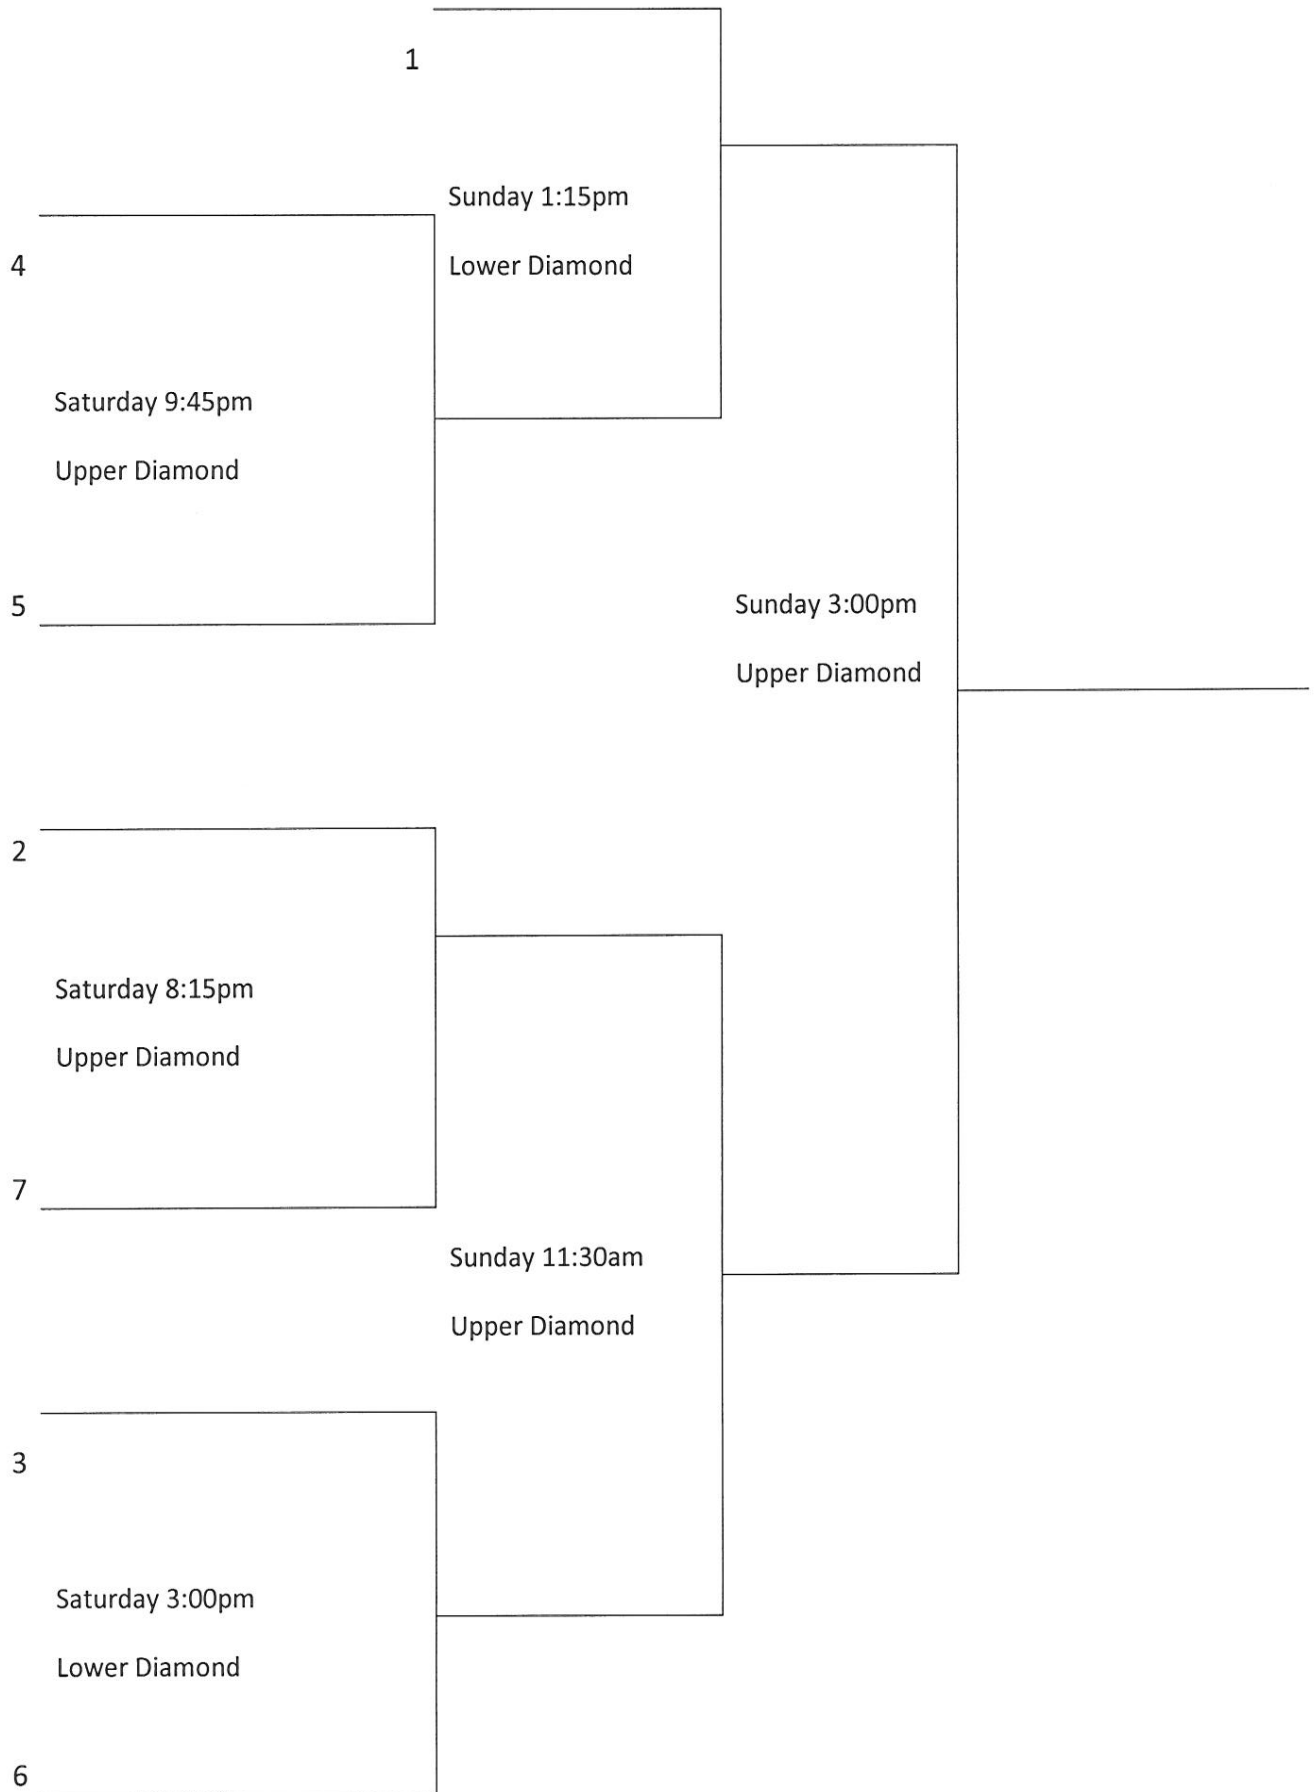 1
Sunday 1:15pm
4
Lower Diamond
Saturday 9:45pm
Upper Diamond
5
Sunday 3:00pm
Upper Diamond
2
Saturday 8:15pm
Upper Diamond
7
Sunday 11:30am
Upper Diamond
3
Saturday 3:00pm
Lower Diamond
6